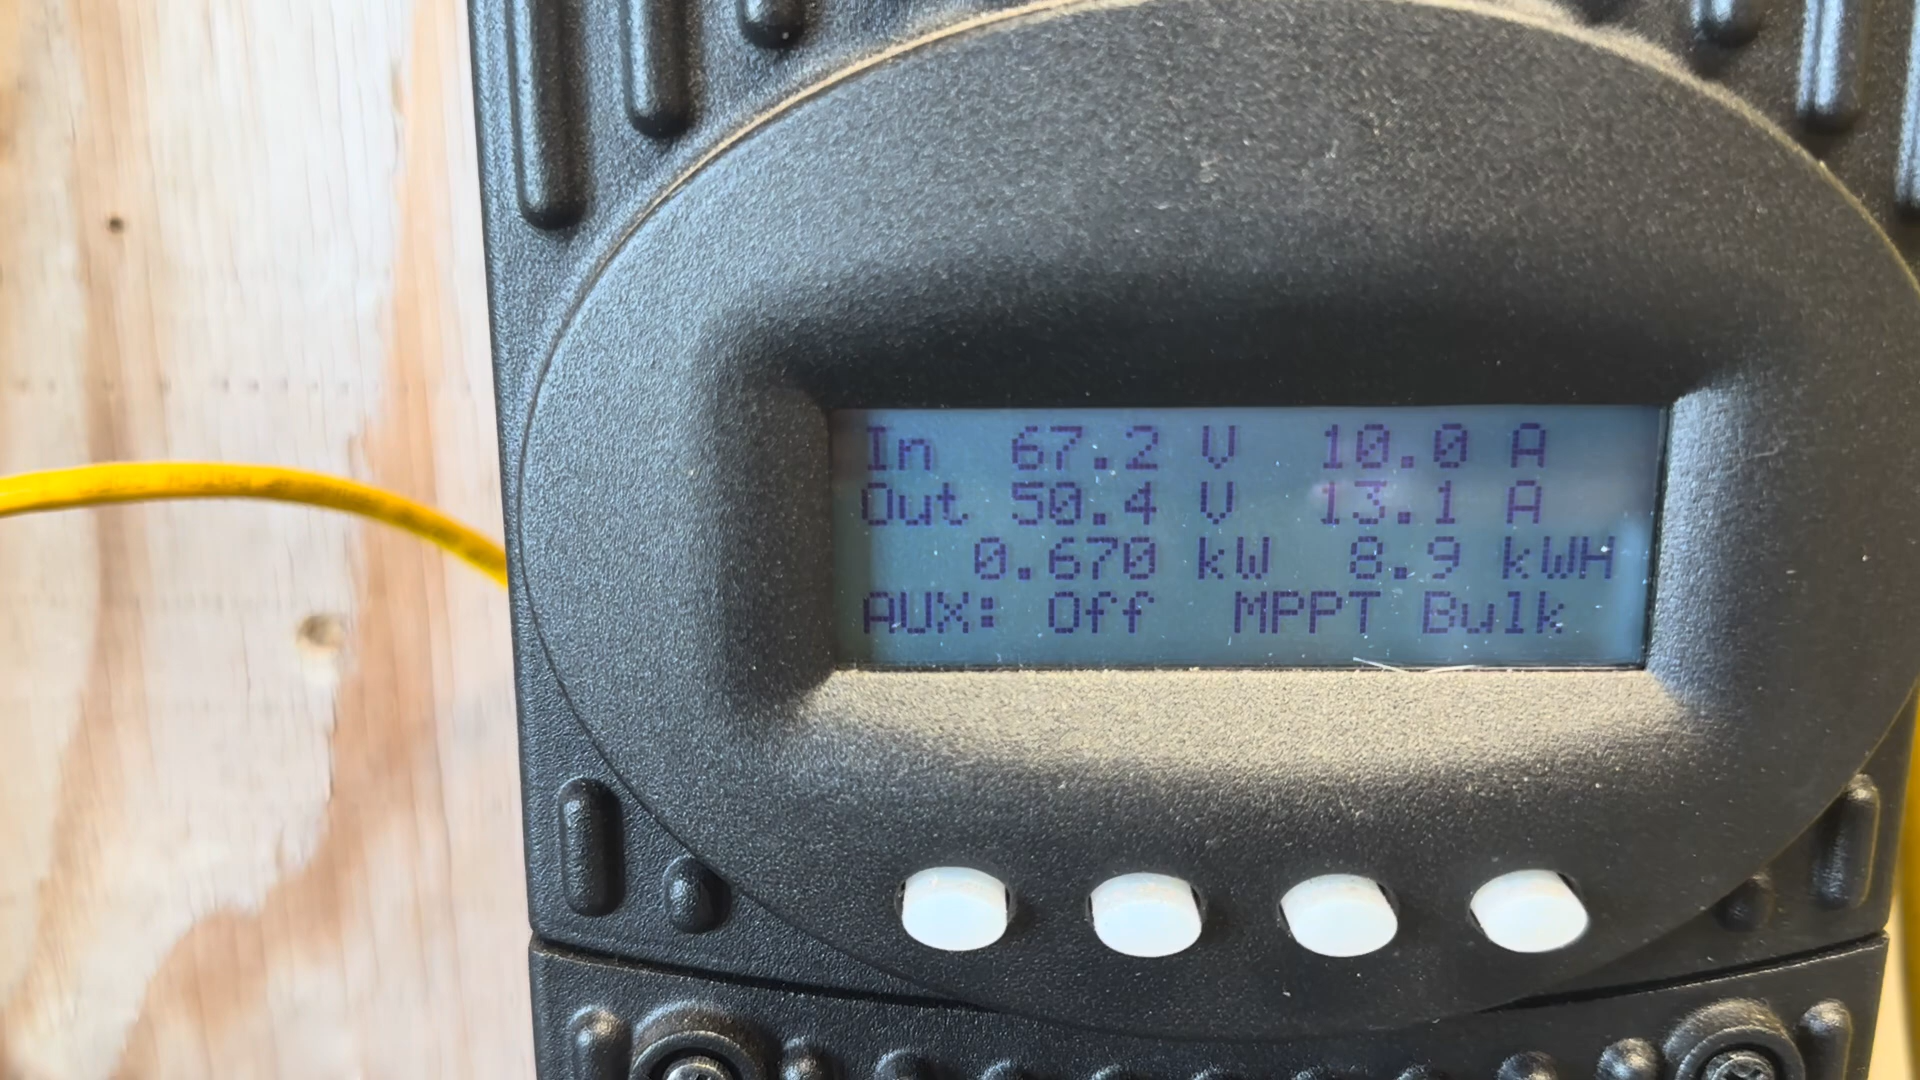 In 67.2 V 10.0 A
Out 50.4 V 13.1 A
0.670 kW 8.9 kWH
AUX: Off MPPT Bulk